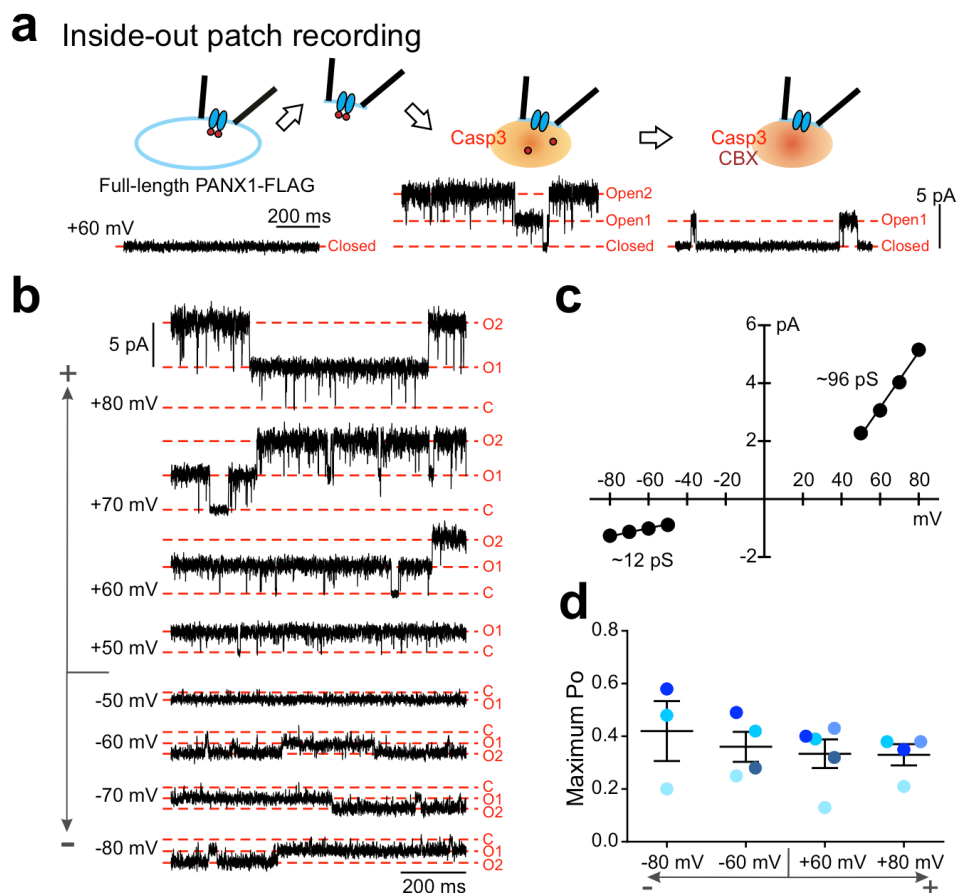 a Inside-out patch recording
Casp3
Casp3
CBX
Full-length PANX1-FLAG
200 ms
+60 mV
Closed
Open2
Open1
Closed
5 pA
Open1
Closed
b
5 pA
O2
O1
C
+
+80 mV
O2
O1
C
+70 mV
O2
O1
C
+60 mV
O1
C
+50 mV
C
O1
-50 mV
C
O1
O2
-60 mV
C
O1
O2
-70 mV
C
O1
O2
-80 mV
-
200 ms
c
6
pA
4
2
-2
~96 pS
-80 -60 -40 -20 20 40 60 80
mV
~12 pS
d
Maximum Po
0.8
0.6
0.4
0.2
0.0
-80 mV -60 mV +60 mV +80 mV
- +